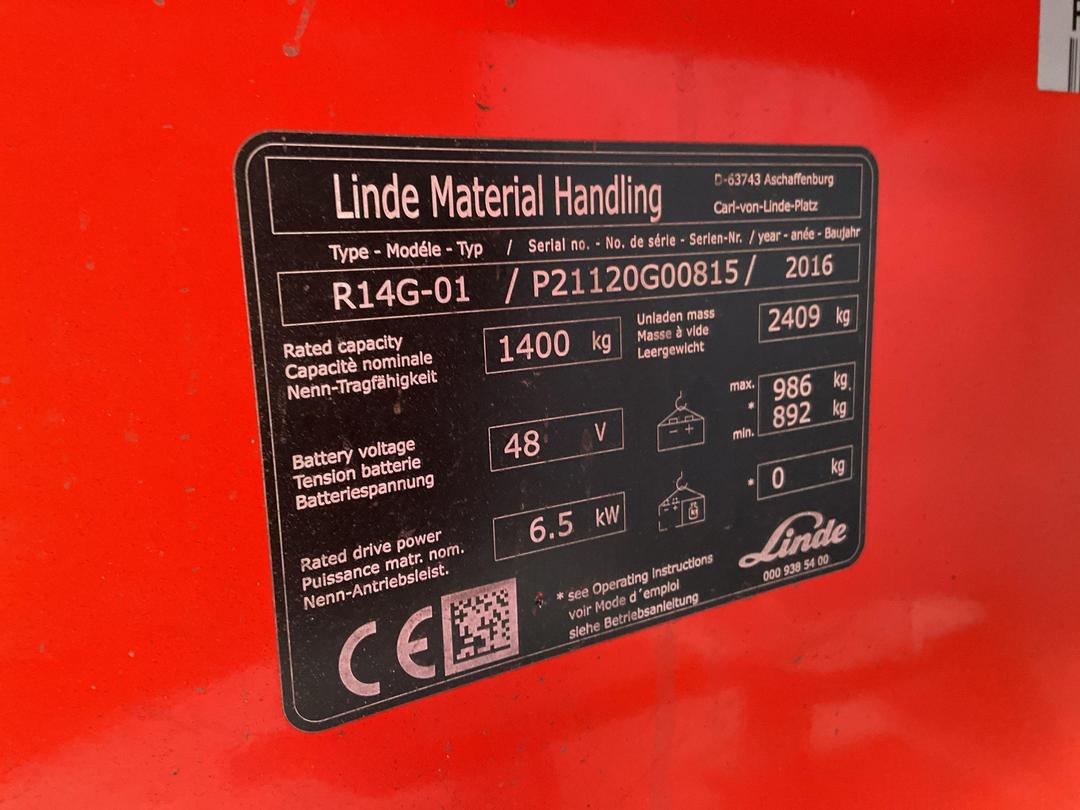 Linde Material Handling
D-63743 Aschaffenburg
Carl-von-Linde-Platz
Type - Modéle - Typ / Serial no. - No. de série - Serien-Nr. / year - anée - Baujahr
R14G-01 / P21120G00815 / 2016
Rated capacity
Capacitè nominale
Nenn-Tragfähigkeit
1400 kg
Unladen mass
Masse à vide
Leergewicht
2409 kg
Battery voltage
Tension batterie
Batteriespannung
48 V
- +
max. 986 kg
* 892 kg
min.
Rated drive power
Puissance matr. nom.
Nenn-Antriebsleist.
6.5 kW
- + kg
* 0 kg
Linde
000 938 54 00
CE
* see Operating instructions
voir Mode d´emploi
siehe Betriebsanleitung